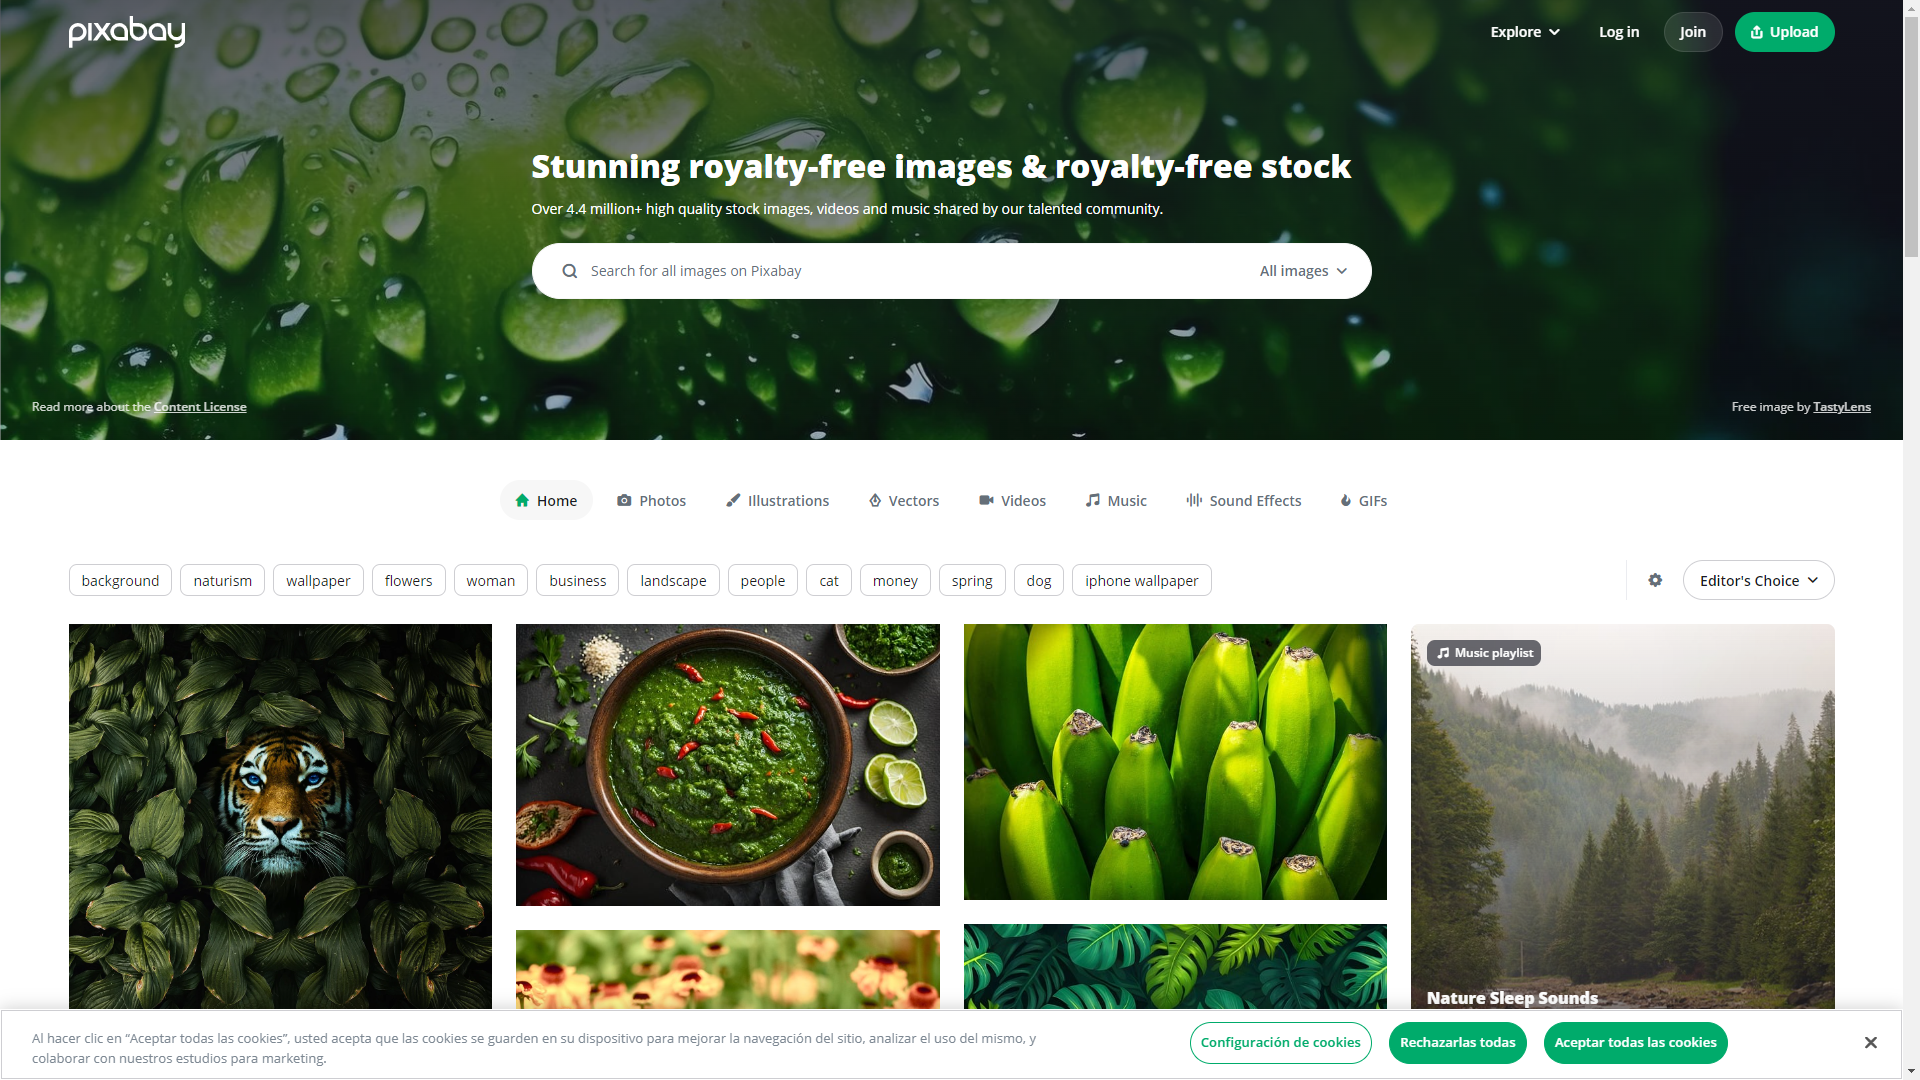 pixabay
Explore
Log in
Join
Upload
Stunning royalty-free images & royalty-free stock
Over 4.4 million+ high quality stock images, videos and music shared by our talented community.
Search for all images on Pixabay
All images
Read more about the Content License
Free image by TastyLens
Home
Photos
Illustrations
Vectors
Videos
Music
Sound Effects
GIFs
background
naturism
wallpaper
flowers
woman
business
landscape
people
cat
money
spring
dog
iphone wallpaper
Editor's Choice
Music playlist
Nature Sleep Sounds
Al hacer clic en “Aceptar todas las cookies”, usted acepta que las cookies se guarden en su dispositivo para mejorar la navegación del sitio, analizar el uso del mismo, y
colaborar con nuestros estudios para marketing.
Configuración de cookies
Rechazarlas todas
Aceptar todas las cookies